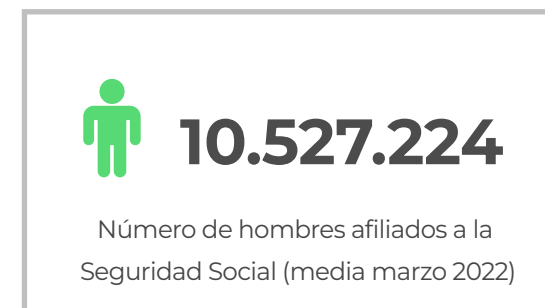 10.527.224
Número de hombres afiliados a la
Seguridad Social (media marzo 2022)